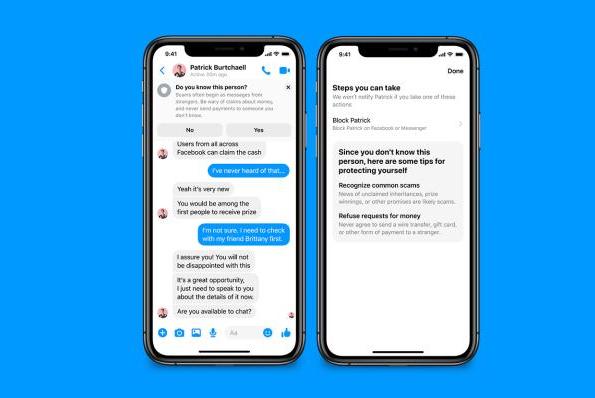 9:41
Patrick Burtchaell
Active 30m ago
Do you know this person?
Scams often begin as messages from
strangers. Be wary of claims about money,
and never send payments to someone you
don't know.
No
Yes
Users from all across
Facebook can claim the cash
I've never heard of that...
Yeah it's very new
You would be among the
first people to receive prize
I'm not sure. I need to check
with my friend Brittany first.
I assure you! You will not
be disappointed with this
It's a great opportunity,
I just need to speak to you
about the details of it now.
Are you available to chat?
Aa
9:41
Done
Steps you can take
We won't notify Patrick if you take one of these
actions
Block Patrick
Block Patrick on Facebook or Messenger
Since you don't know this
person, here are some tips for
protecting yourself
Recognize common scams
News of unclaimed inheritances, prize
winnings, or other promises are likely scams.
Refuse requests for money
Never agree to send a wire transfer, gift card,
or other form of payment to a stranger.